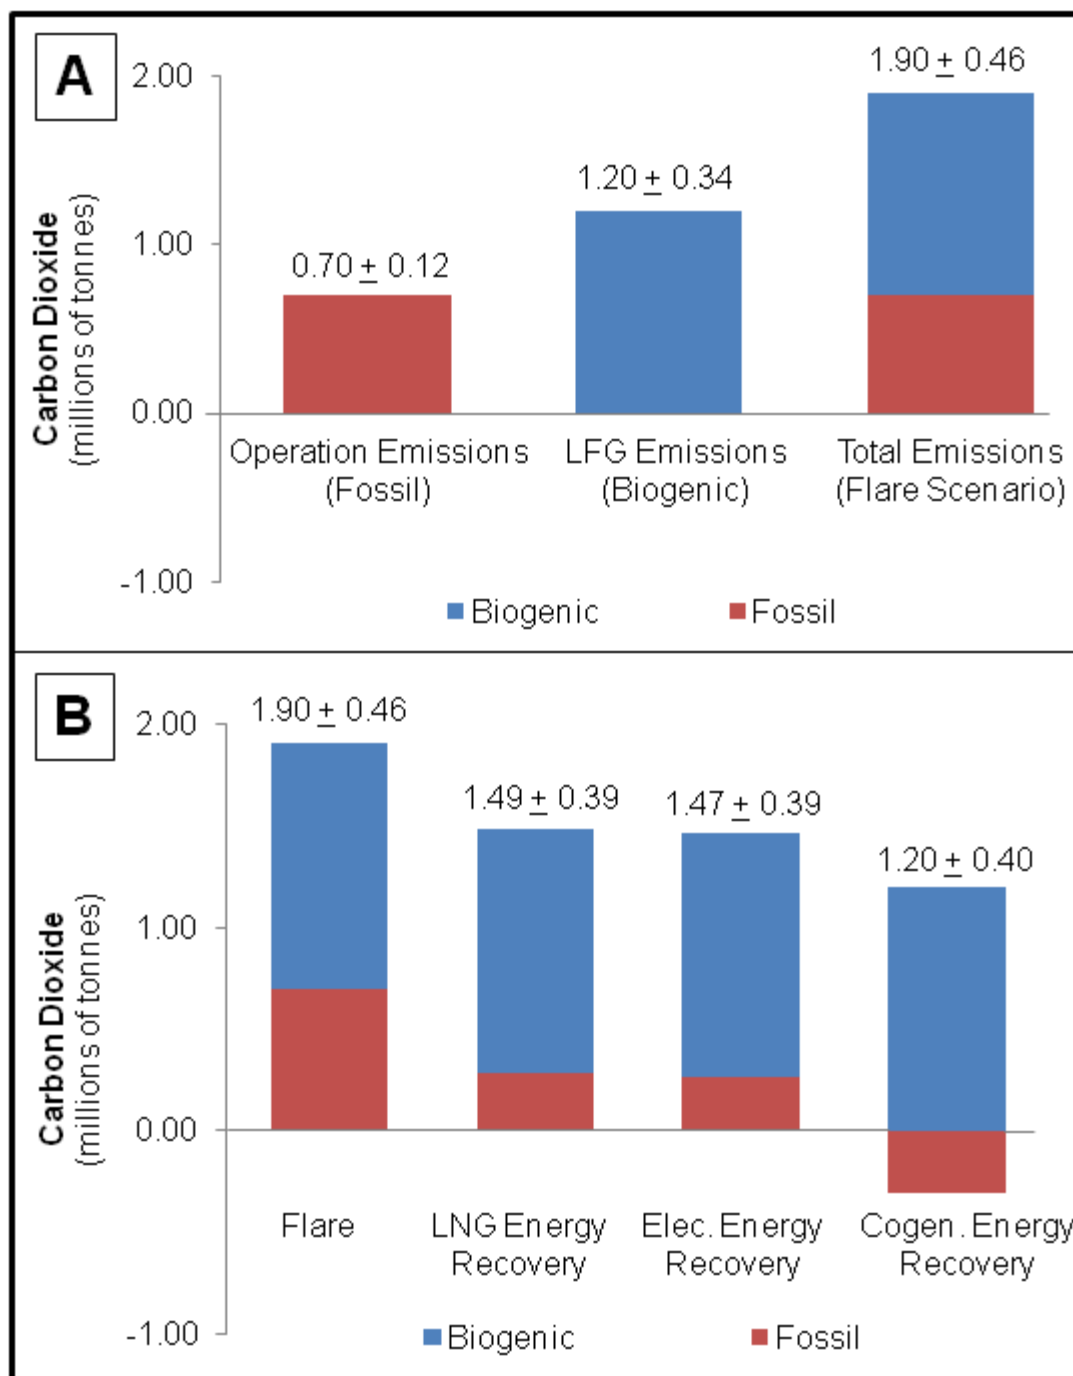 A
Carbon Dioxide
(millions of tonnes)
2.00
1.00
0.00
-1.00
0.70 ± 0.12
1.20 ± 0.34
1.90 ± 0.46
Operation Emissions
(Fossil)
LFG Emissions
(Biogenic)
Total Emissions
(Flare Scenario)
Biogenic
Fossil
B
Carbon Dioxide
(millions of tonnes)
2.00
1.00
0.00
-1.00
1.90 ± 0.46
1.49 ± 0.39
1.47 ± 0.39
1.20 ± 0.40
Flare
LNG Energy
Recovery
Elec. Energy
Recovery
Cogen. Energy
Recovery
Biogenic
Fossil